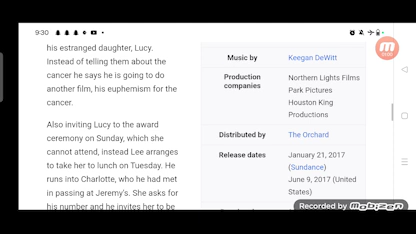 9:30
his estranged daughter, Lucy.
Instead of telling them about the
cancer he says he is going to do
another film, his euphemism for the
cancer.
Also inviting Lucy to the award
ceremony on Sunday, which she
cannot attend, instead Lee arranges
to take her to lunch on Tuesday. He
runs into Charlotte, who he had met
in passing at Jeremy's. She asks for
his number and he invites her to be
Music by Keegan DeWitt
Production Northern Lights Films
companies Park Pictures
Houston King
Productions
Distributed by The Orchard
Release dates January 21, 2017
(Sundance)
June 9, 2017 (United
States)
Recorded by Mobizen